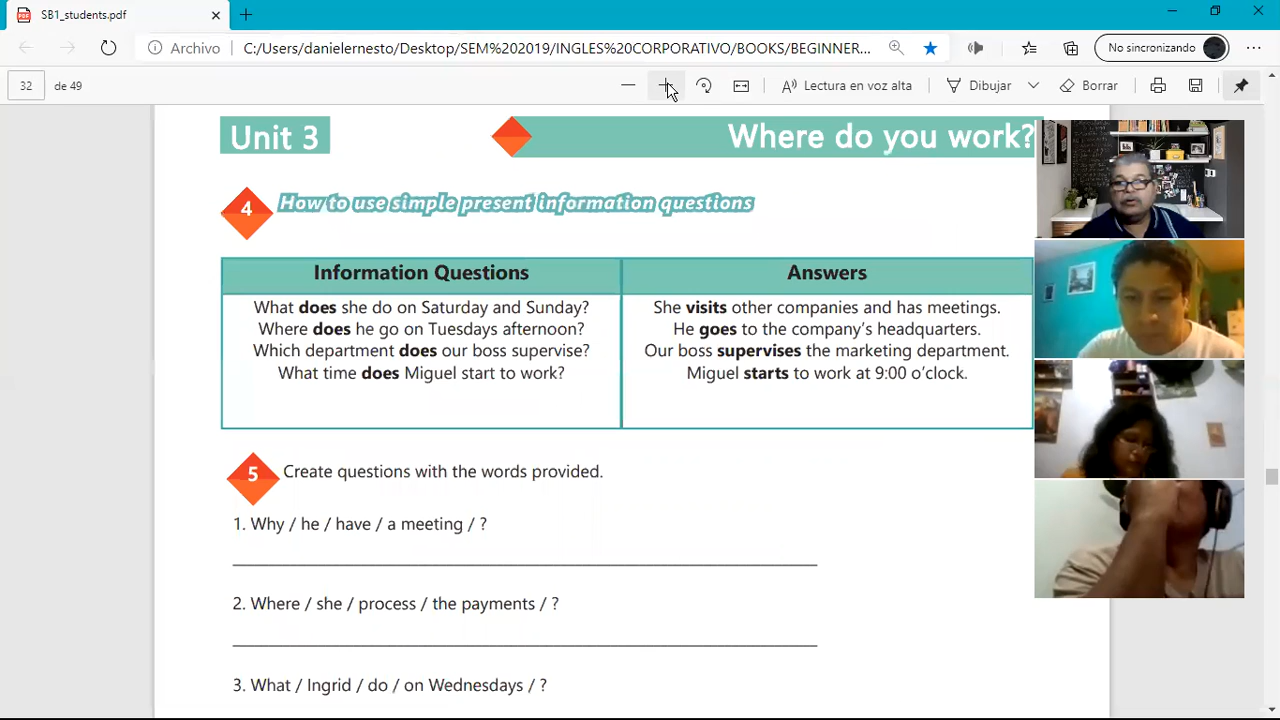 SB1_students.pdf
Archivo
C:/Users/danielernesto/Desktop/SEM%202019/INGLES%20CORPORATIVO/BOOKS/BEGINNER...
No sincronizando
32 de 49
Lectura en voz alta
Dibujar
Borrar
Unit 3
Where do you work?
4 How to use simple present information questions
Information Questions
Answers
What does she do on Saturday and Sunday?
She visits other companies and has meetings.
Where does he go on Tuesdays afternoon?
He goes to the company's headquarters.
Which department does our boss supervise?
Our boss supervises the marketing department.
What time does Miguel start to work?
Miguel starts to work at 9:00 o'clock.
5 Create questions with the words provided.
1. Why / he / have / a meeting / ?
2. Where / she / process / the payments / ?
3. What / Ingrid / do / on Wednesdays / ?